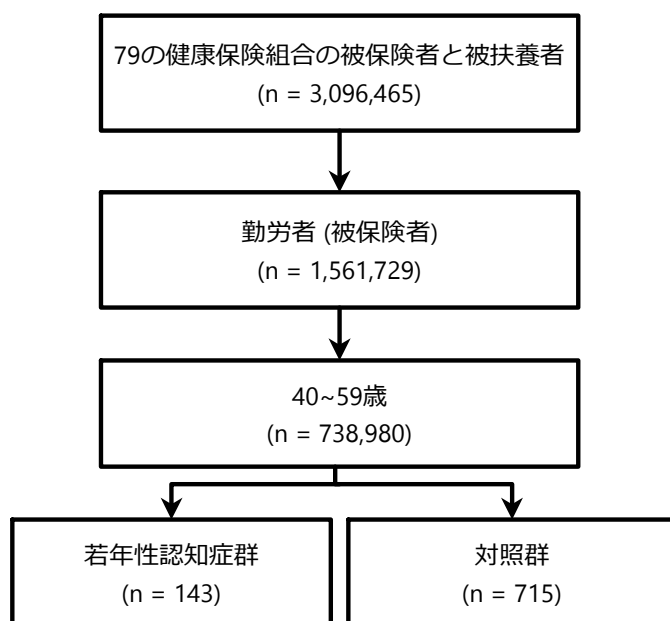 79の健康保険組合の被保険者と被扶養者
(n = 3,096,465)
勤労者 (被保険者)
(n = 1,561,729)
40~59歳
(n = 738,980)
若年性認知症群
(n = 143)
対照群
(n = 715)